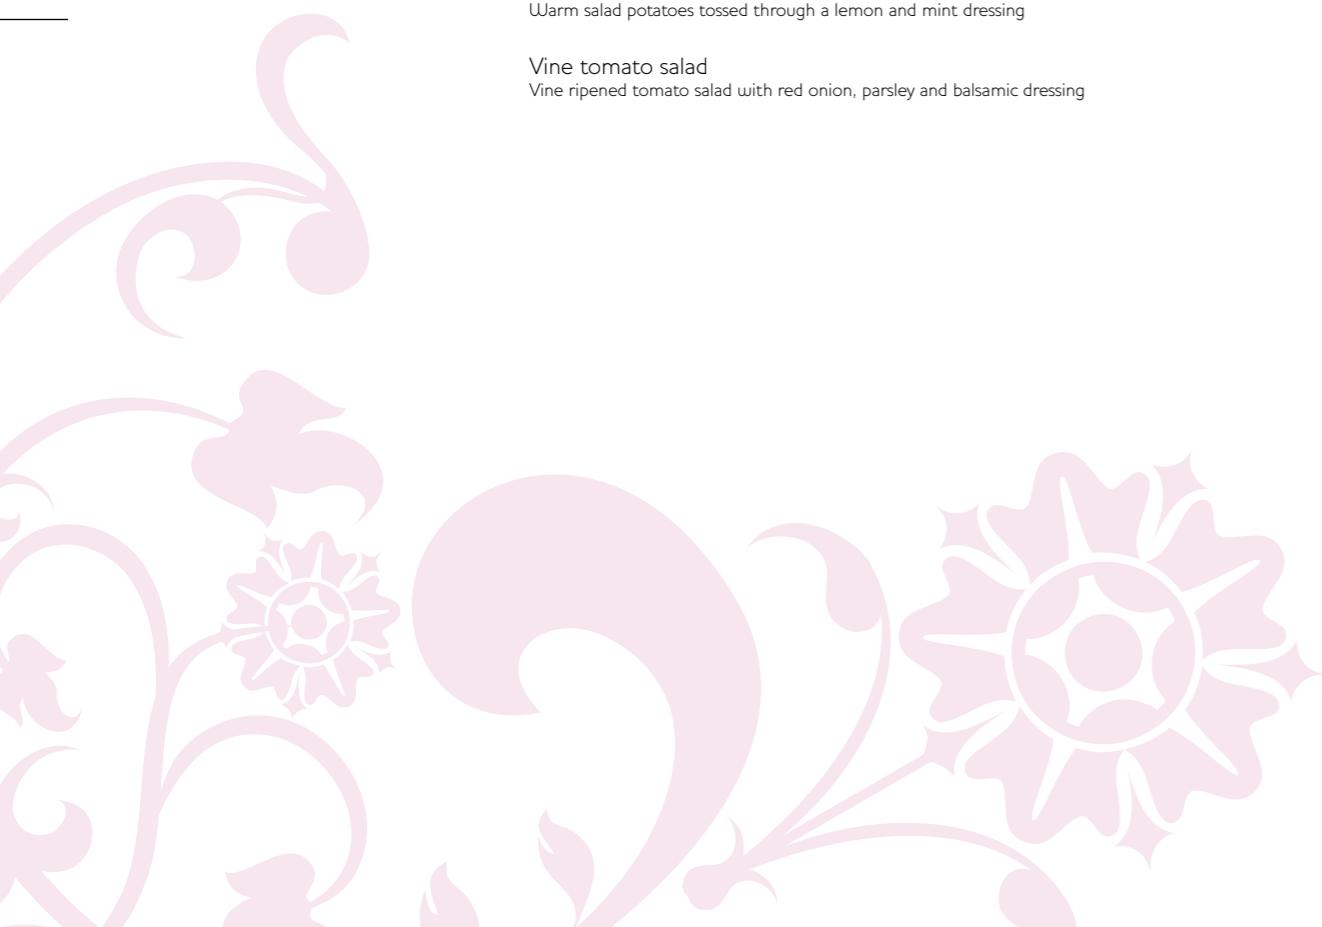 Warm salad potatoes tossed through a lemon and mint dressing
Vine tomato salad
Vine ripened tomato salad with red onion, parsley and balsamic dressing